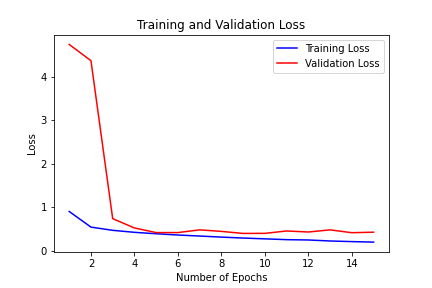 Training and Validation Loss
Training Loss
Validation Loss
Loss
4
3
2
1
0
2 4 6 8 10 12 14
Number of Epochs